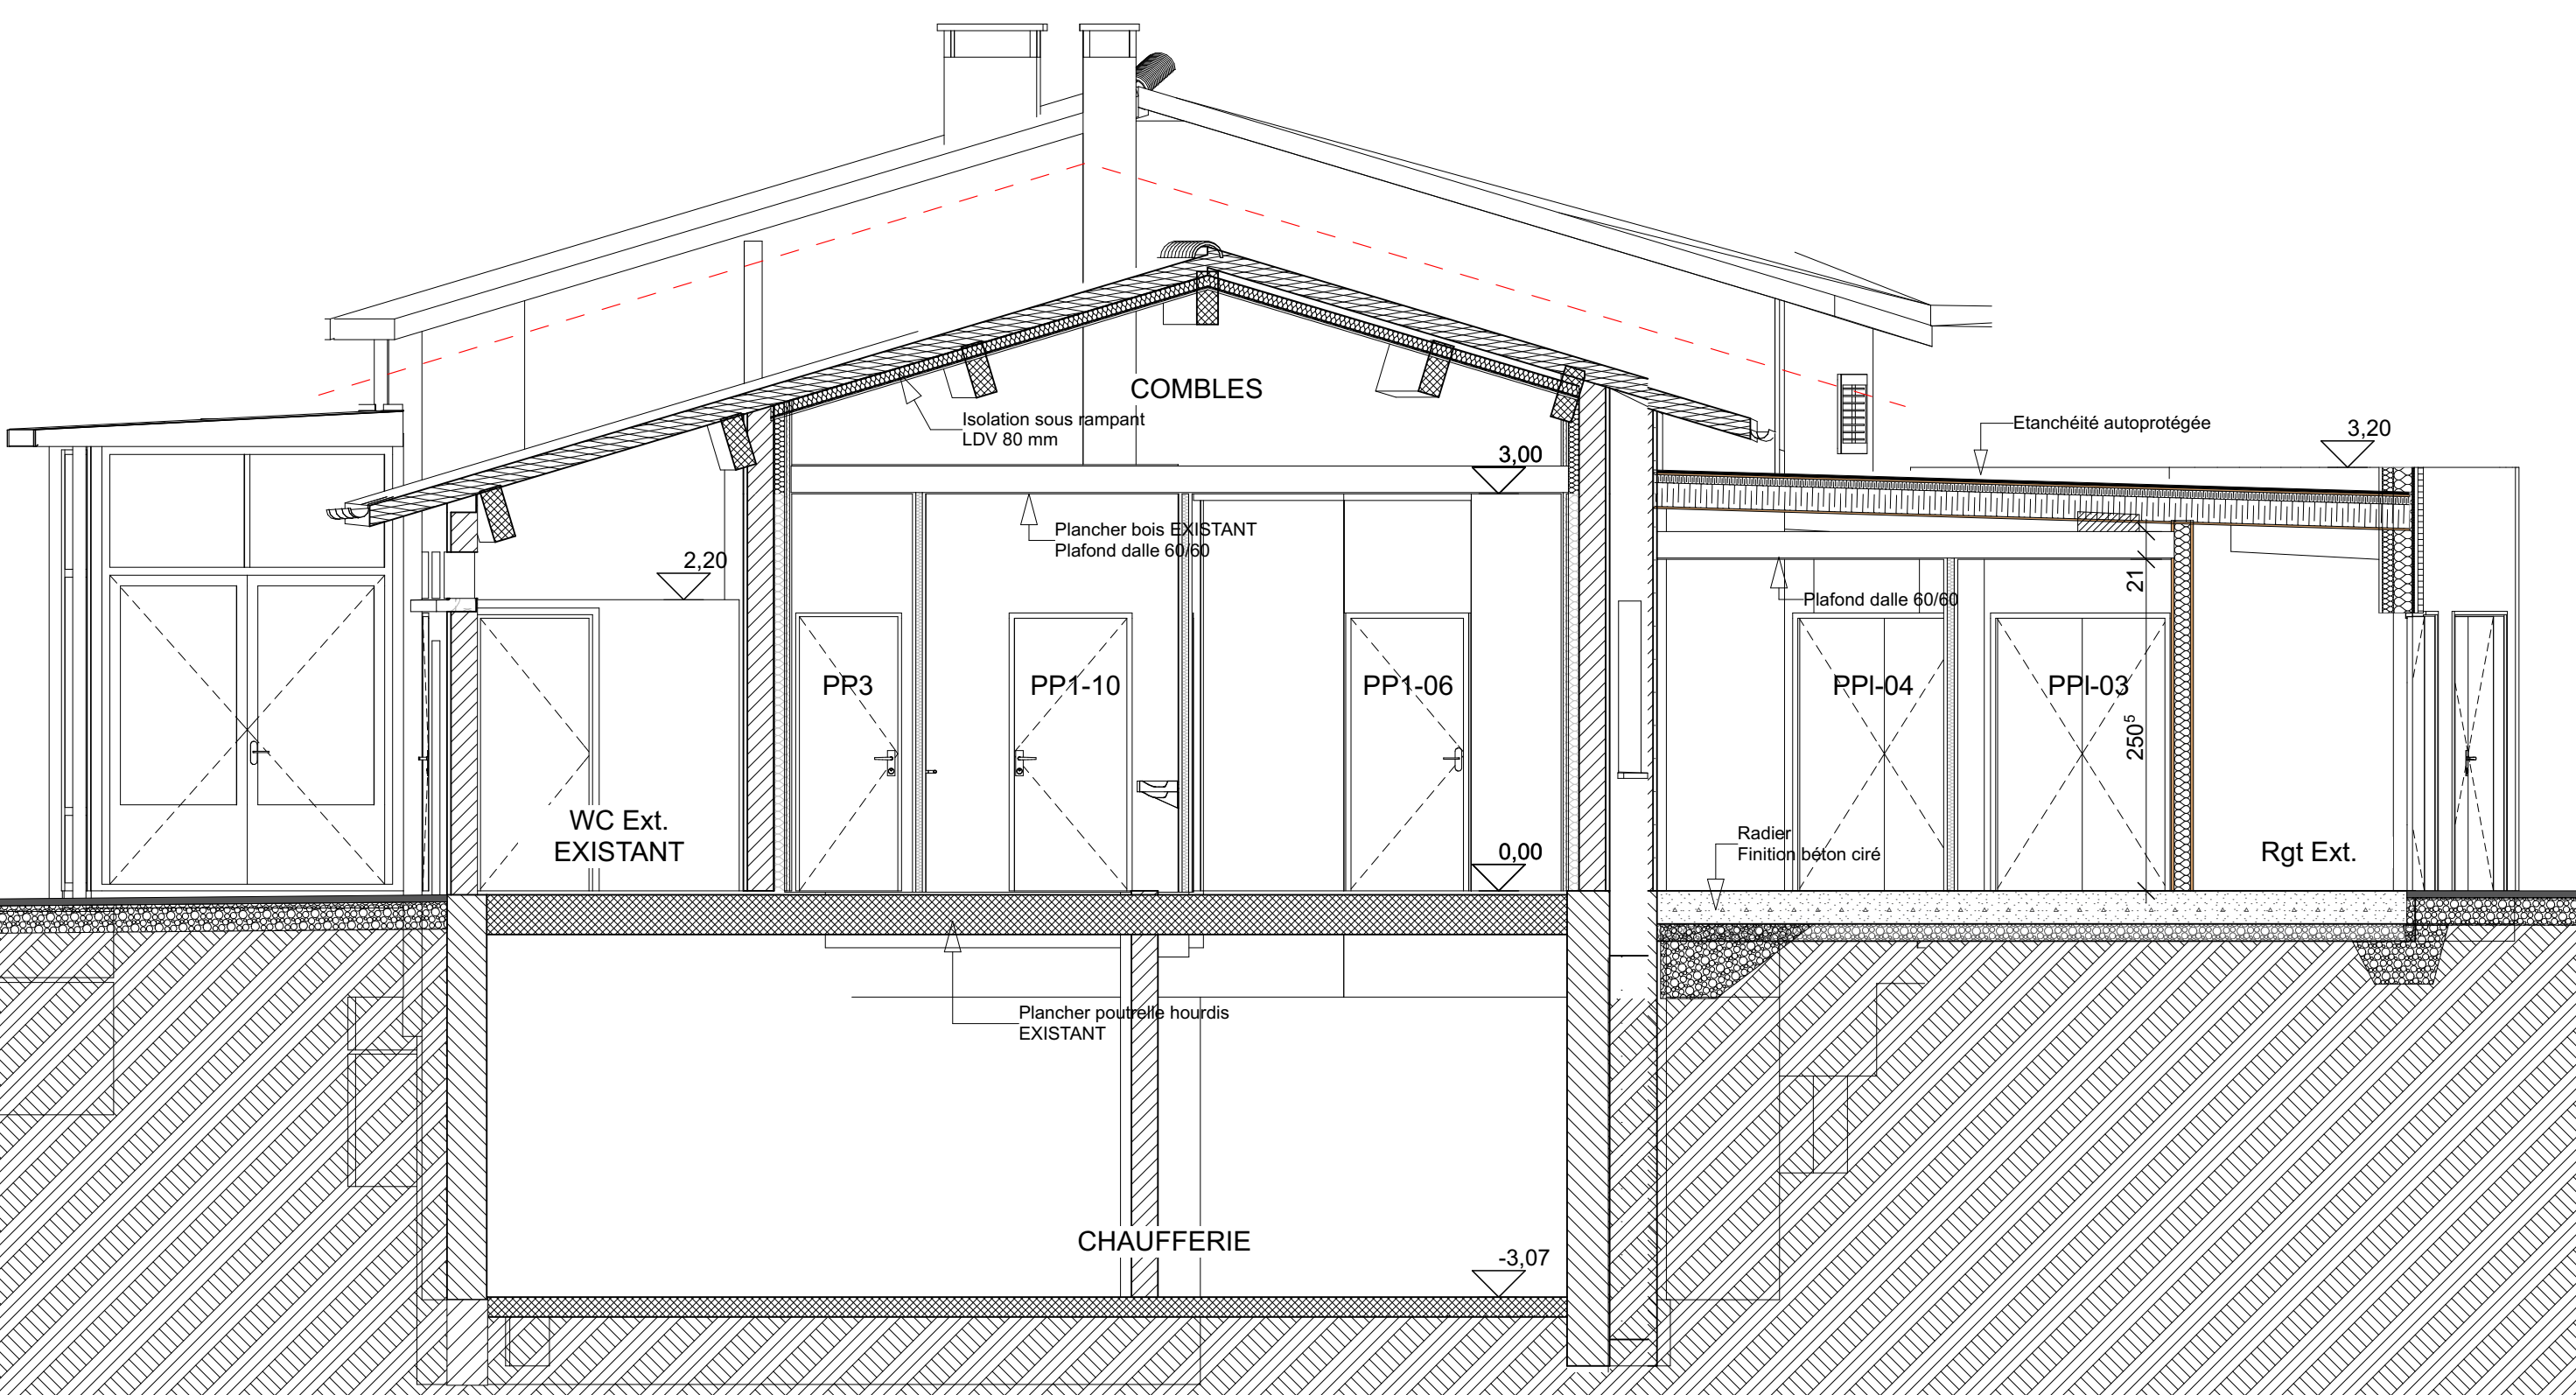 COMBLES
Isolation sous rampant
LDV 80 mm
Etanchéité autoprotégée
3,20
3,00
Plancher bois EXISTANT
Plafond dalle 60/60
2,20
21
Plafond dalle 60/60
PP3
PP1-10
PP1-06
PPI-04
PPI-03
250⁵
WC Ext.
EXISTANT
0,00
Radier
Finition béton ciré
Rgt Ext.
Plancher poutrelle hourdis
EXISTANT
CHAUFFERIE
-3,07